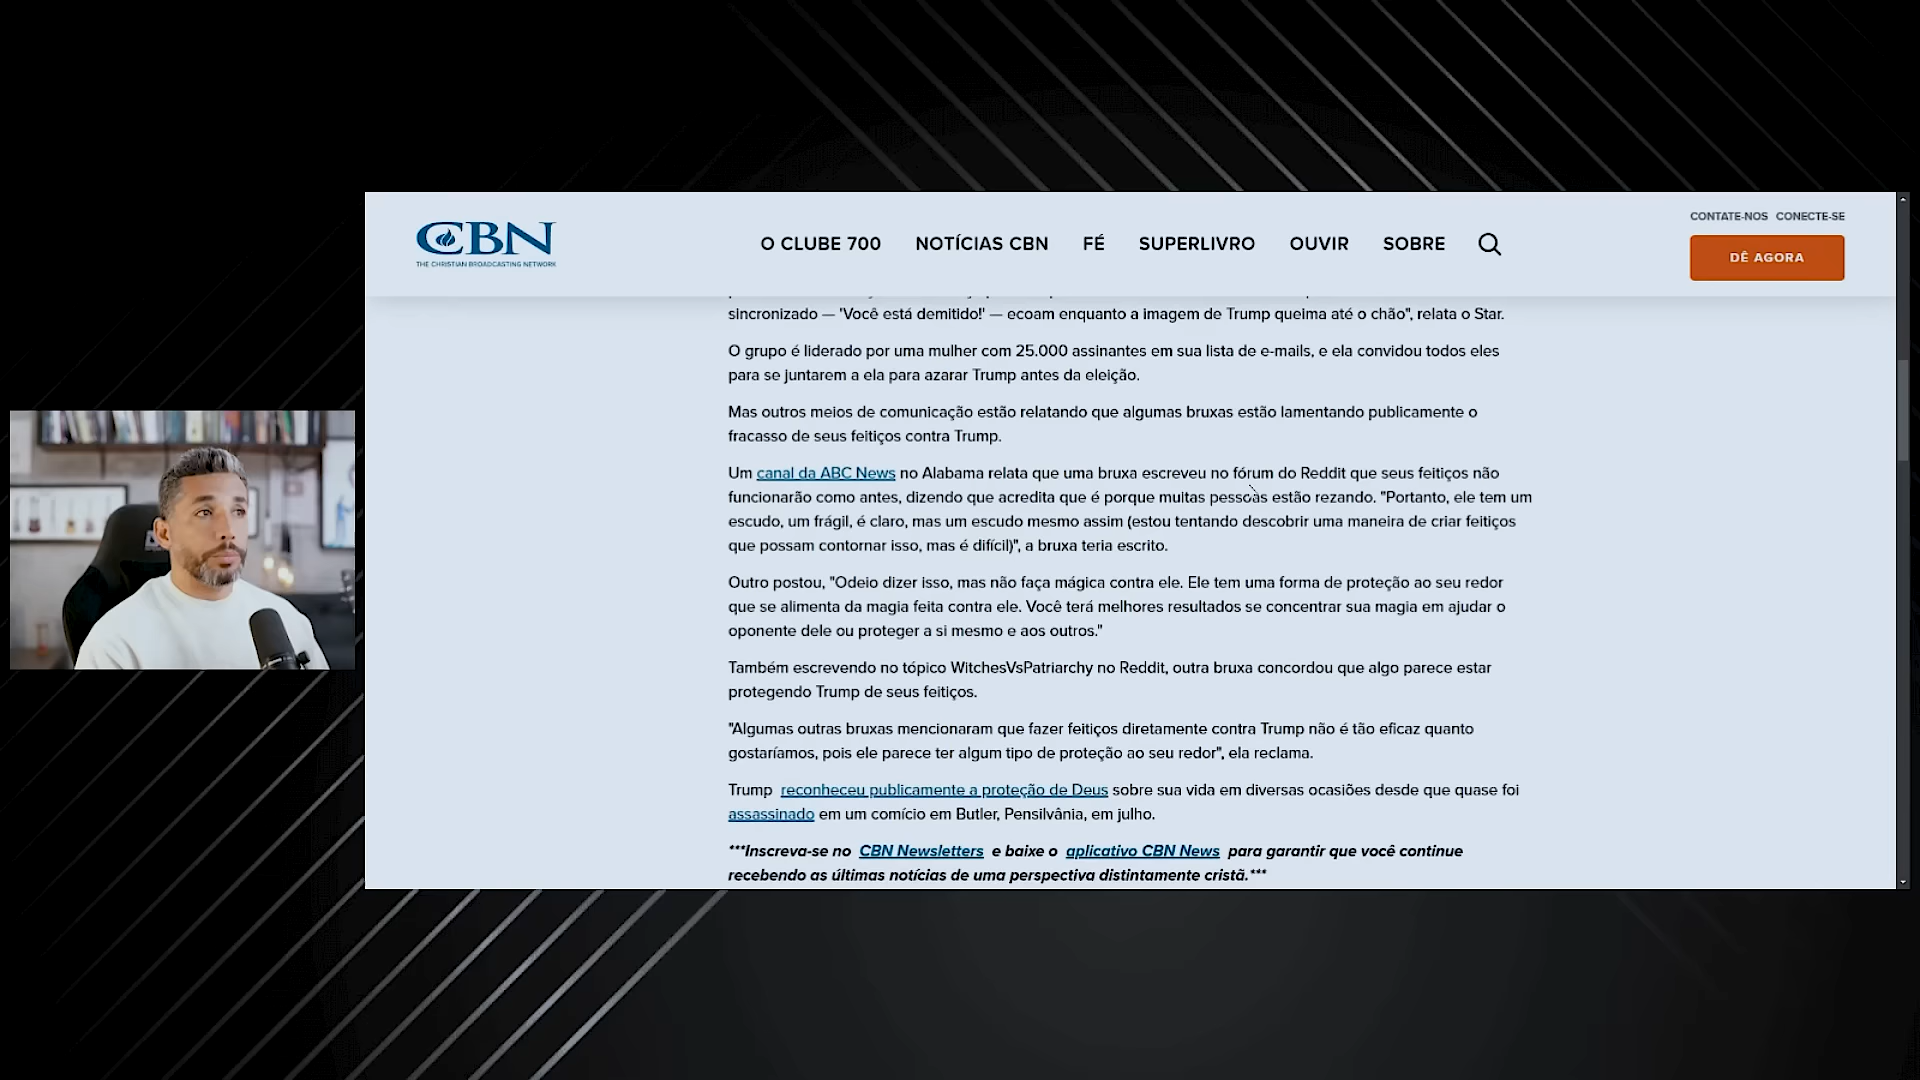 CBN
THE CHRISTIAN BROADCASTING NETWORK
O CLUBE 700 NOTÍCIAS CBN FÉ SUPERLIVRO OUVIR SOBRE
CONTATE-NOS CONECTE-SE
DÊ AGORA
sincronizado — 'Você está demitido!' — ecoam enquanto a imagem de Trump queima até o chão", relata o Star.
O grupo é liderado por uma mulher com 25.000 assinantes em sua lista de e-mails, e ela convidou todos eles
para se juntarem a ela para azarar Trump antes da eleição.
Mas outros meios de comunicação estão relatando que algumas bruxas estão lamentando publicamente o
fracasso de seus feitiços contra Trump.
Um canal da ABC News no Alabama relata que uma bruxa escreveu no fórum do Reddit que seus feitiços não
funcionarão como antes, dizendo que acredita que é porque muitas pessoas estão rezando. "Portanto, ele tem um
escudo, um frágil, é claro, mas um escudo mesmo assim (estou tentando descobrir uma maneira de criar feitiços
que possam contornar isso, mas é difícil)", a bruxa teria escrito.
Outro postou, "Odeio dizer isso, mas não faça mágica contra ele. Ele tem uma forma de proteção ao seu redor
que se alimenta da magia feita contra ele. Você terá melhores resultados se concentrar sua magia em ajudar o
oponente dele ou proteger a si mesmo e aos outros."
Também escrevendo no tópico WitchesVsPatriarchy no Reddit, outra bruxa concordou que algo parece estar
protegendo Trump de seus feitiços.
"Algumas outras bruxas mencionaram que fazer feitiços diretamente contra Trump não é tão eficaz quanto
gostaríamos, pois ele parece ter algum tipo de proteção ao seu redor", ela reclama.
Trump reconheceu publicamente a proteção de Deus sobre sua vida em diversas ocasiões desde que quase foi
assassinado em um comício em Butler, Pensilvânia, em julho.
***Inscreva-se no CBN Newsletters e baixe o aplicativo CBN News para garantir que você continue
recebendo as últimas notícias de uma perspectiva distintamente cristã.***